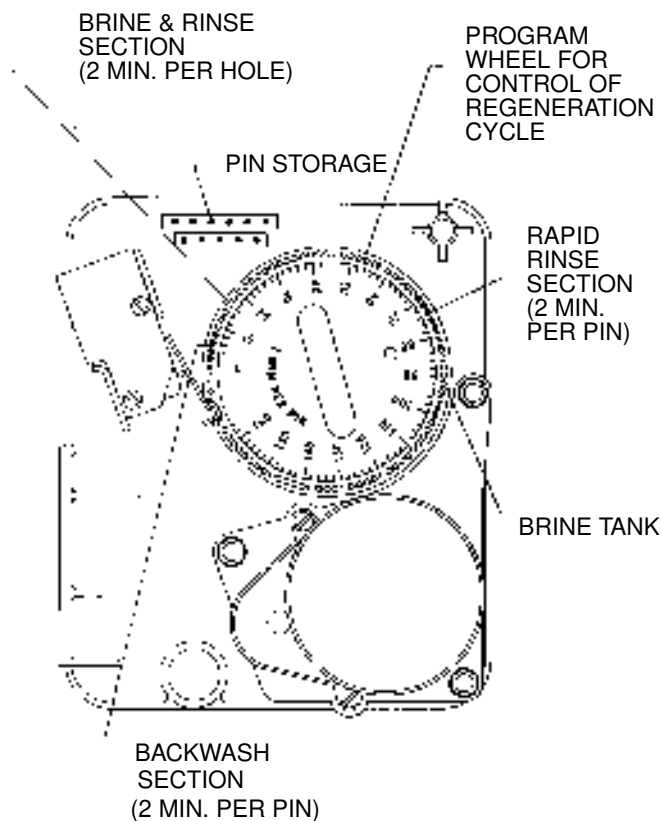 BRINE & RINSE
SECTION
(2 MIN. PER HOLE)
PROGRAM
WHEEL FOR
CONTROL OF
REGENERATION
CYCLE
PIN STORAGE
RAPID
RINSE
SECTION
(2 MIN.
PER PIN)
BRINE TANK
BACKWASH
SECTION
(2 MIN. PER PIN)